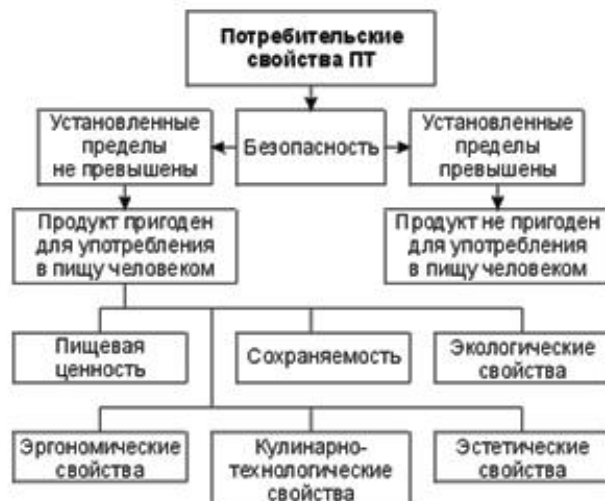 Потребительские
свойства ПТ
Установленные
пределы
не превышены
Безопасность
Установленные
пределы
превышены
Продукт пригоден
для употребления
в пищу человеком
Продукт не пригоден
для употребления
в пищу человеком
Пищевая
ценность
Сохраняемость
Экологические
свойства
Эргономические
свойства
Кулинарно-
технологические
свойства
Эстетические
свойства